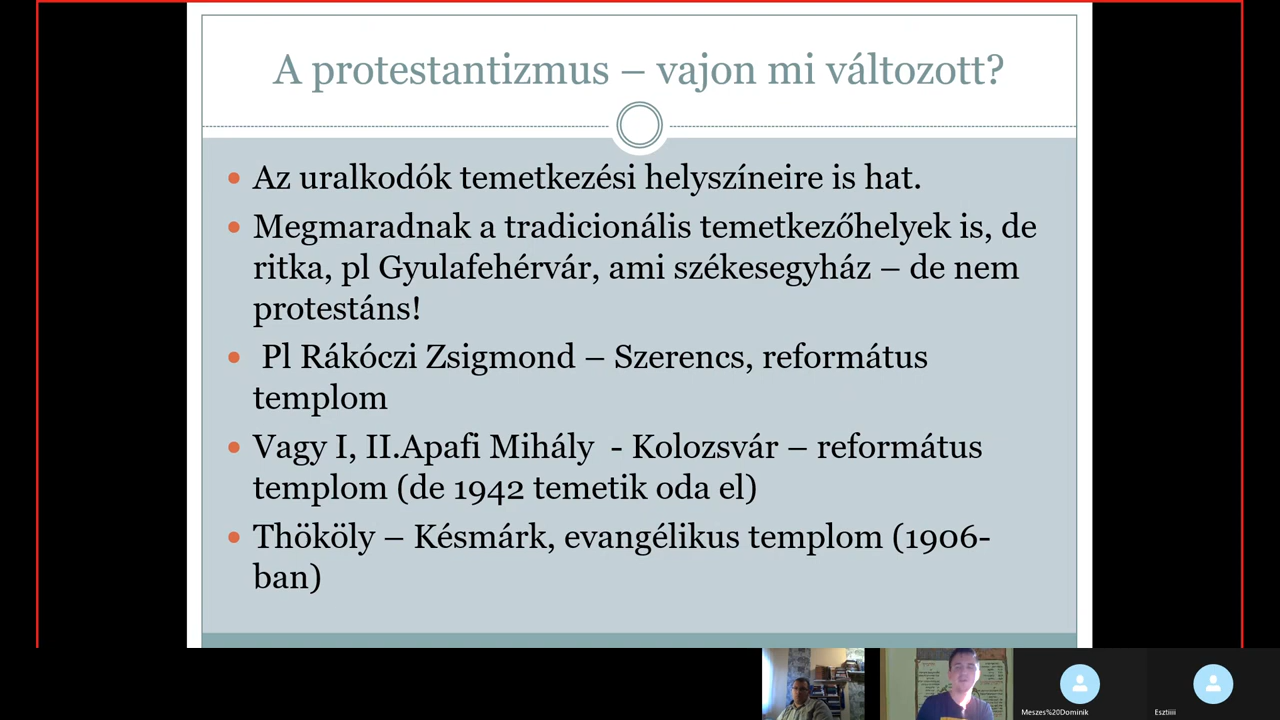 A protestantizmus – vajon mi változott?
• Az uralkodók temetkezési helyszíneire is hat.
• Megmaradnak a tradicionális temetkezőhelyek is, de
ritka, pl Gyulafehérvár, ami székesegyház – de nem
protestáns!
• Pl Rákóczi Zsigmond – Szerencs, református
templom
• Vagy I, II.Apafi Mihály - Kolozsvár – református
templom (de 1942 temetik oda el)
• Thököly – Késmárk, evangélikus templom (1906-
ban)
Meszes%20Dominik
Esztiiii